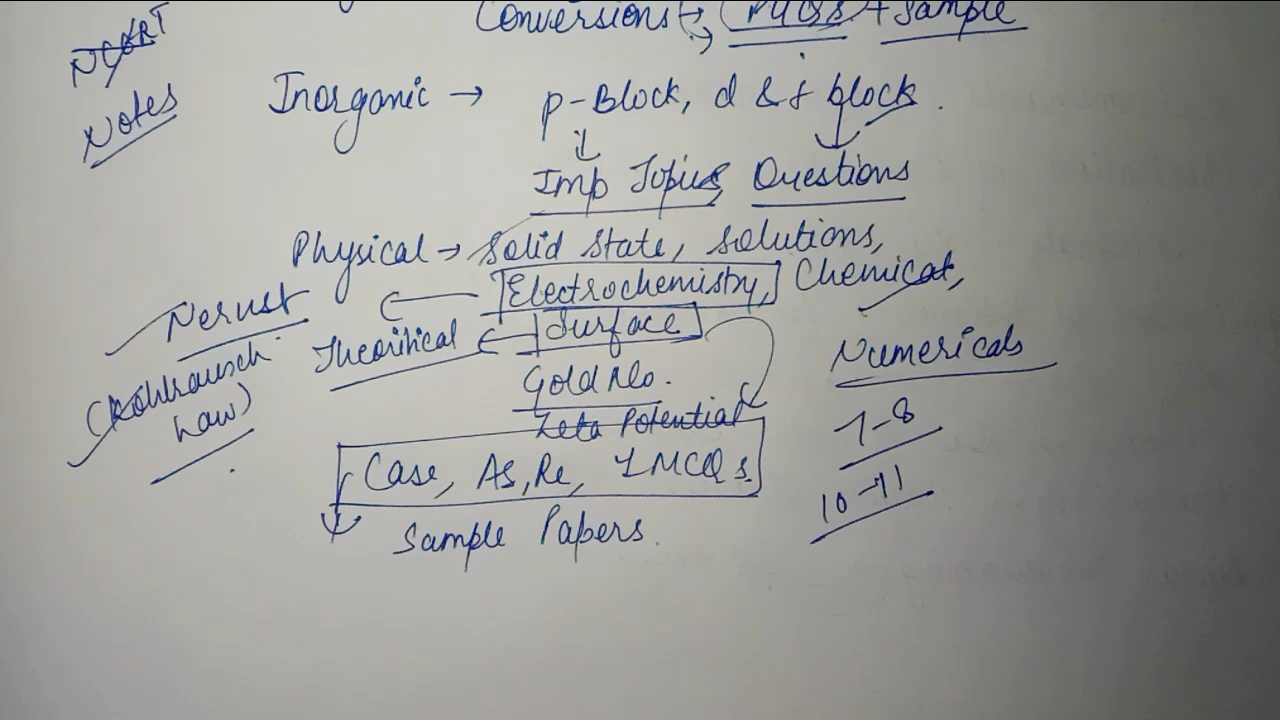 Conversions → PYQs + Sample
NCERT
Notes
Inorganic → p-Block, d & f block.
Imp Topics, Questions
Physical → Solid State, Solutions,
Electrochemistry, Chemical,
Nernst
Surface
Theoritical
(Kohlrausch
Law)
Numericals
Gold No.
Zeta Potential
7-8
Case, As, Re, 1 MCQs.
10-11
Sample Papers.